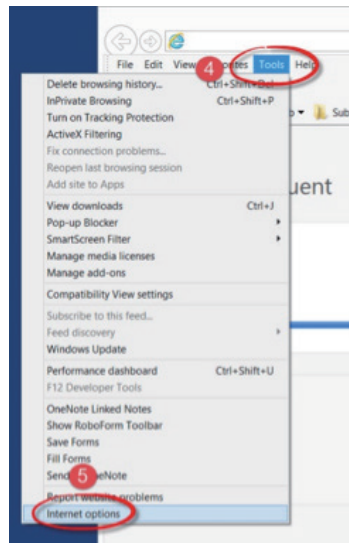 File Edit View 4 Tools Help
Delete browsing history... Ctrl+Shift+Del
InPrivate Browsing Ctrl+Shift+P
Turn on Tracking Protection
ActiveX Filtering
Fix connection problems...
Reopen last browsing session
Add site to Apps
View downloads Ctrl+J
Pop-up Blocker
SmartScreen Filter
Manage media licenses
Manage add-ons
Compatibility View settings
Subscribe to this feed...
Feed discovery
Windows Update
Performance dashboard Ctrl+Shift+U
F12 Developer Tools
OneNote Linked Notes
Show RoboForm Toolbar
Save Forms
Fill Forms
Send 5 eNote
Report website problems
Internet options
Sub
uent